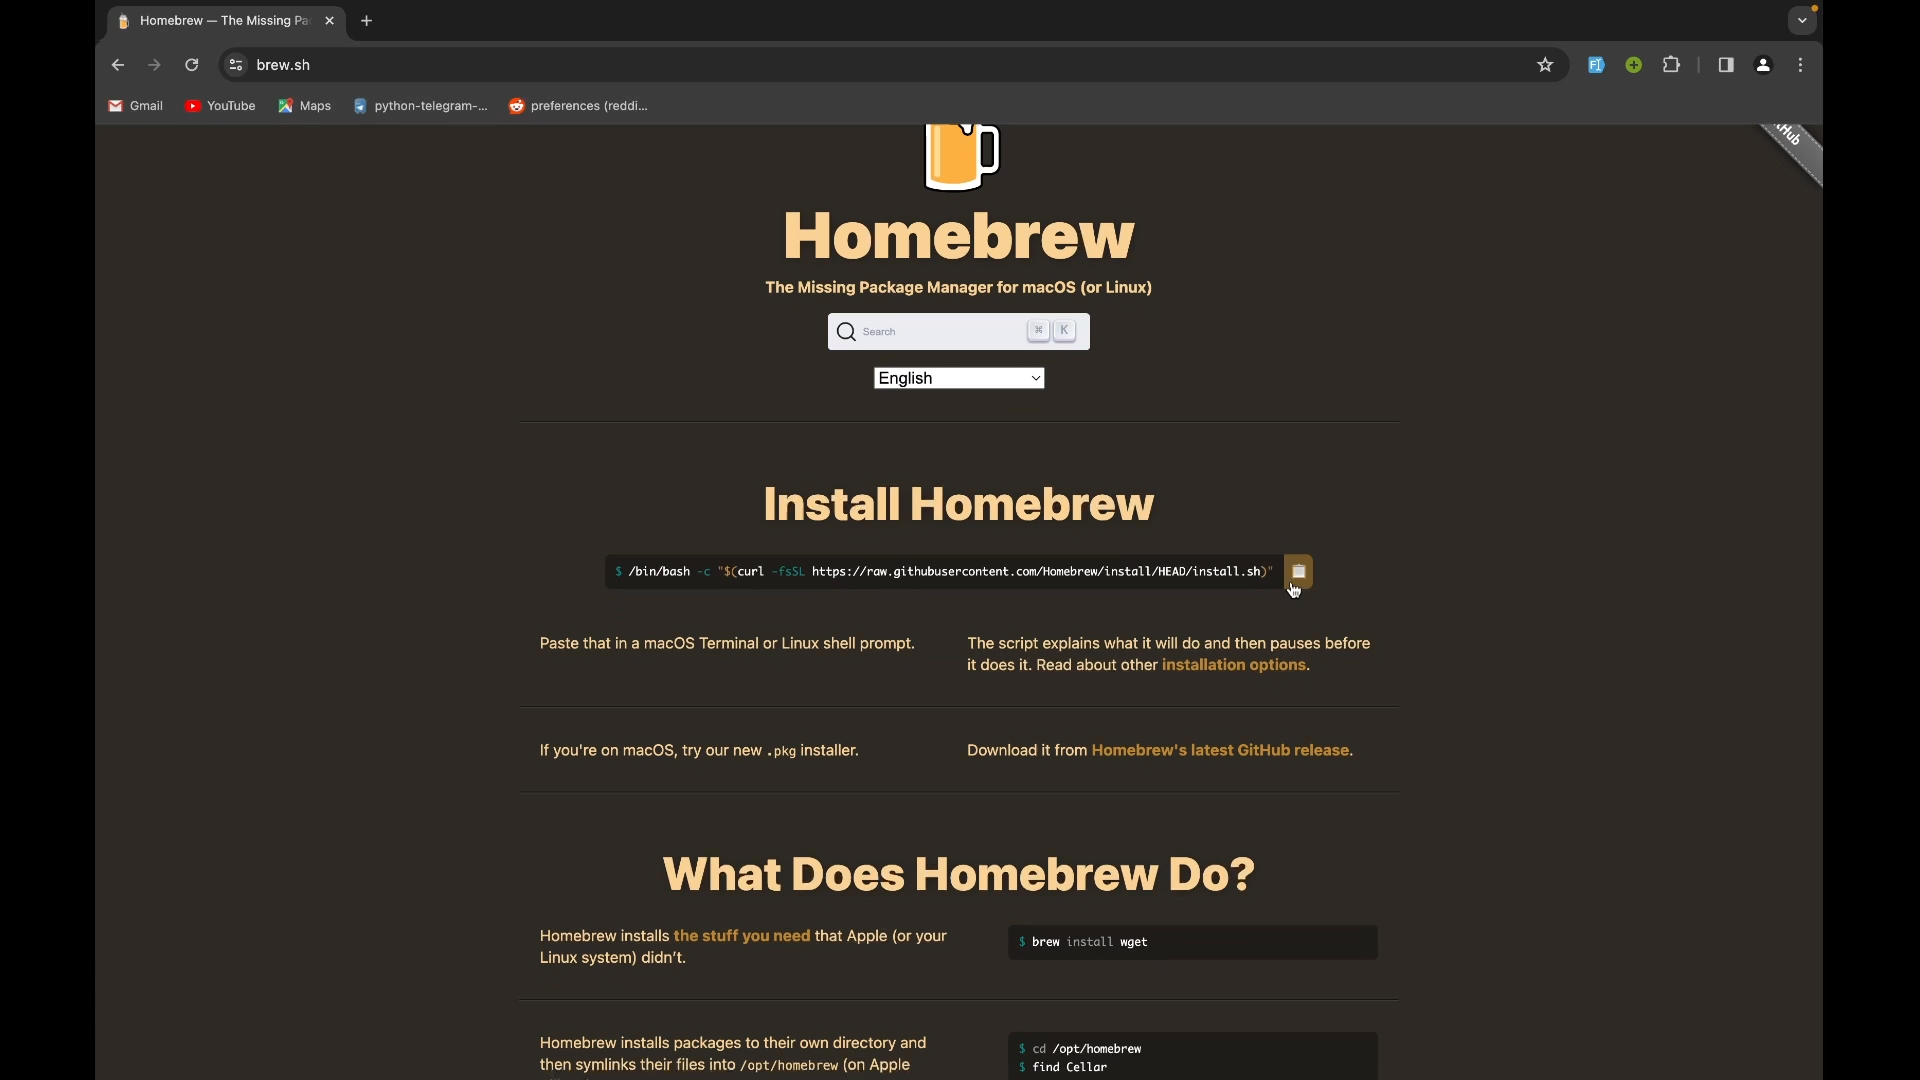 Homebrew — The Missing Pa
brew.sh
Gmail
YouTube
Maps
python-telegram-...
preferences (reddi...
Homebrew
The Missing Package Manager for macOS (or Linux)
Search ⌘ K
English
Install Homebrew
$ /bin/bash -c "$(curl -fsSL https://raw.githubusercontent.com/Homebrew/install/HEAD/install.sh)"
Paste that in a macOS Terminal or Linux shell prompt.
The script explains what it will do and then pauses before
it does it. Read about other installation options.
If you're on macOS, try our new .pkg installer.
Download it from Homebrew's latest GitHub release.
What Does Homebrew Do?
Homebrew installs the stuff you need that Apple (or your
Linux system) didn't.
$ brew install wget
Homebrew installs packages to their own directory and
then symlinks their files into /opt/homebrew (on Apple
$ cd /opt/homebrew
$ find Cellar